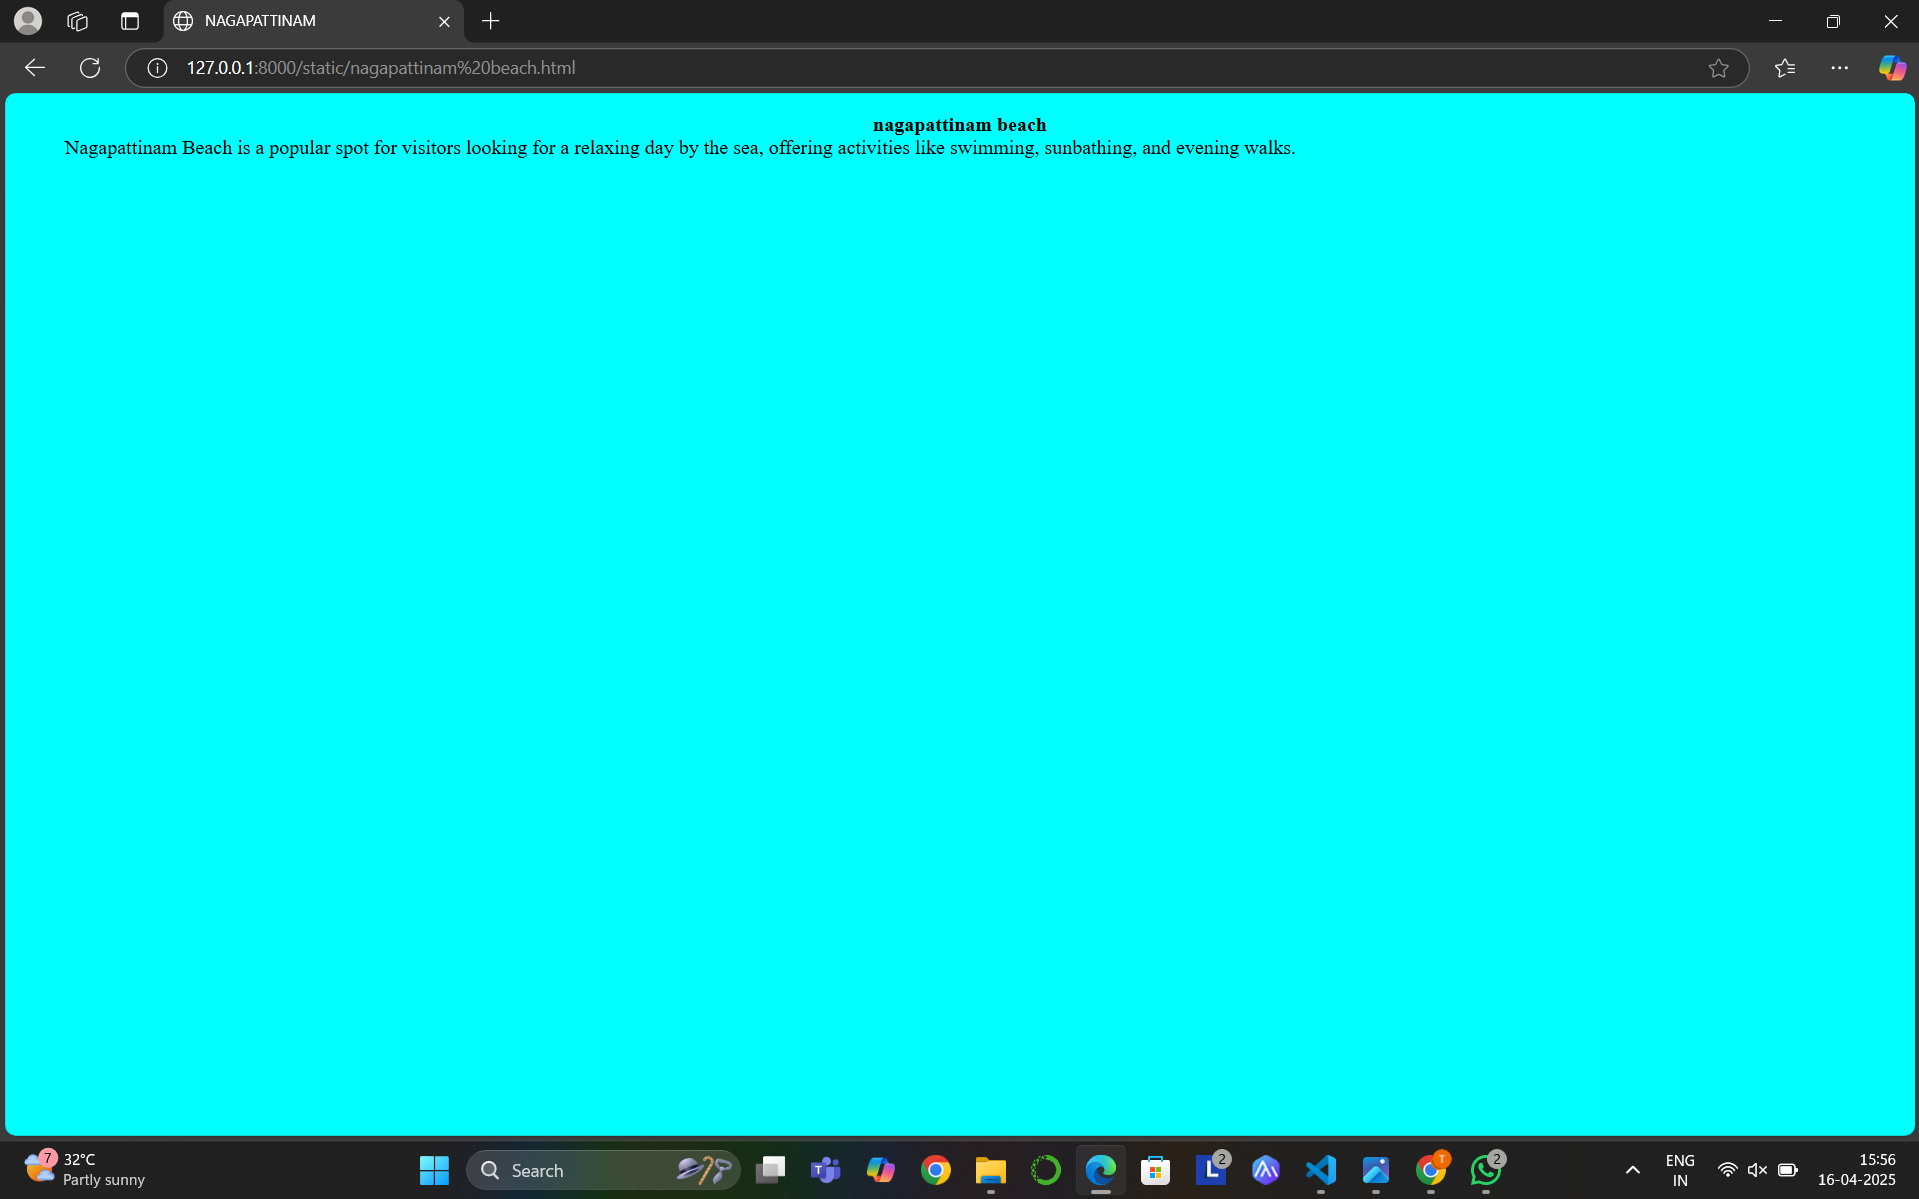 NAGAPATTINAM
127.0.0.1:8000/static/nagapattinam%20beach.html
nagapattinam beach
Nagapattinam Beach is a popular spot for visitors looking for a relaxing day by the sea, offering activities like swimming, sunbathing, and evening walks.
7
32°C
Partly sunny
Search
T
L
2
T
2
ENG
IN
15:56
16-04-2025